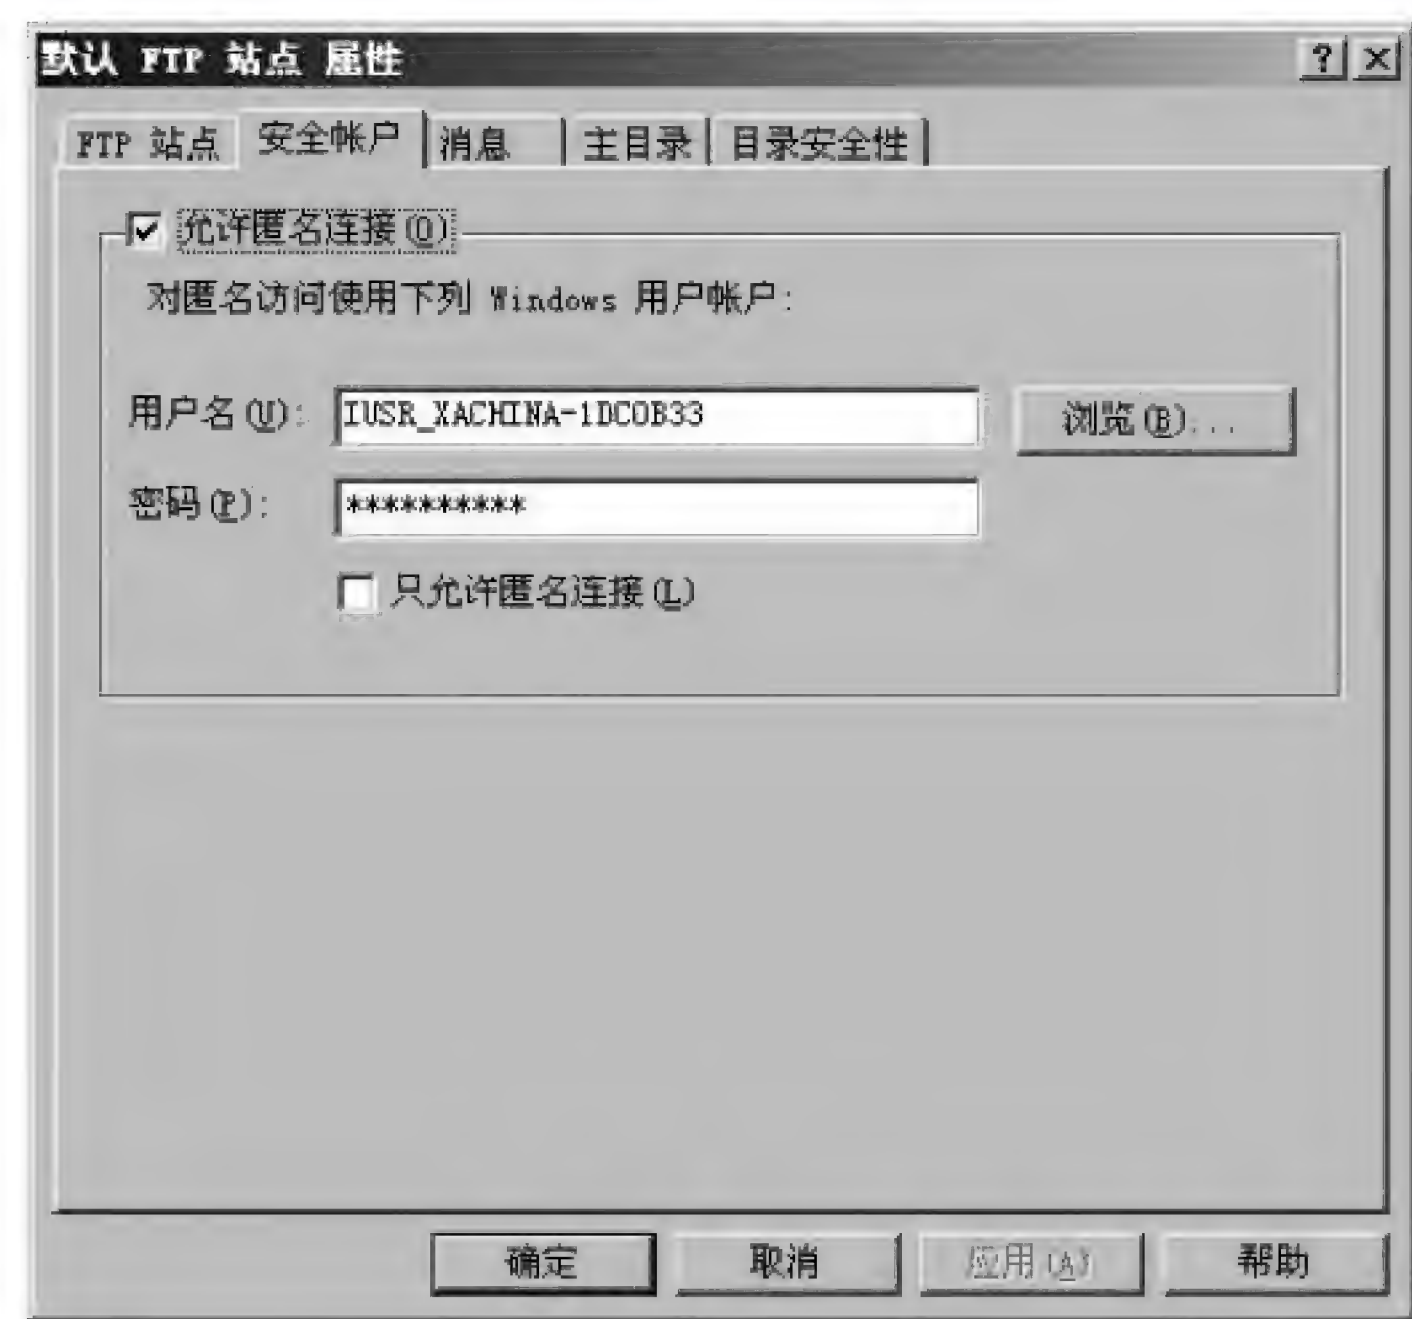 默认 FTP 站点 属性
FTP 站点 安全帐户 消息 主目录 目录安全性
允许匿名连接(O)
对匿名访问使用下列 Windows 用户帐户:
用户名(U): IUSR_XACHINA-1DCOB33 浏览(B)...
密码(P): **********
只允许匿名连接(L)
确定 取消 应用(A) 帮助